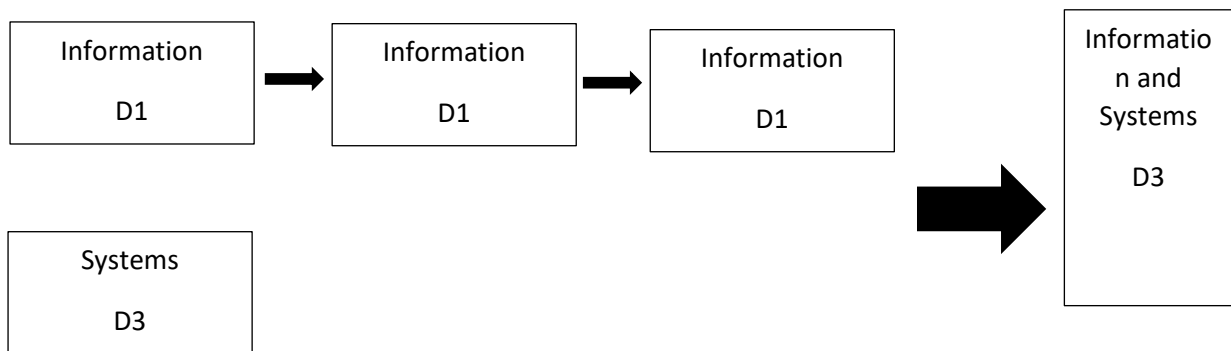 Information
D1
Information
D1
Information
D1
Informatio
n and
Systems
D3
Systems
D3